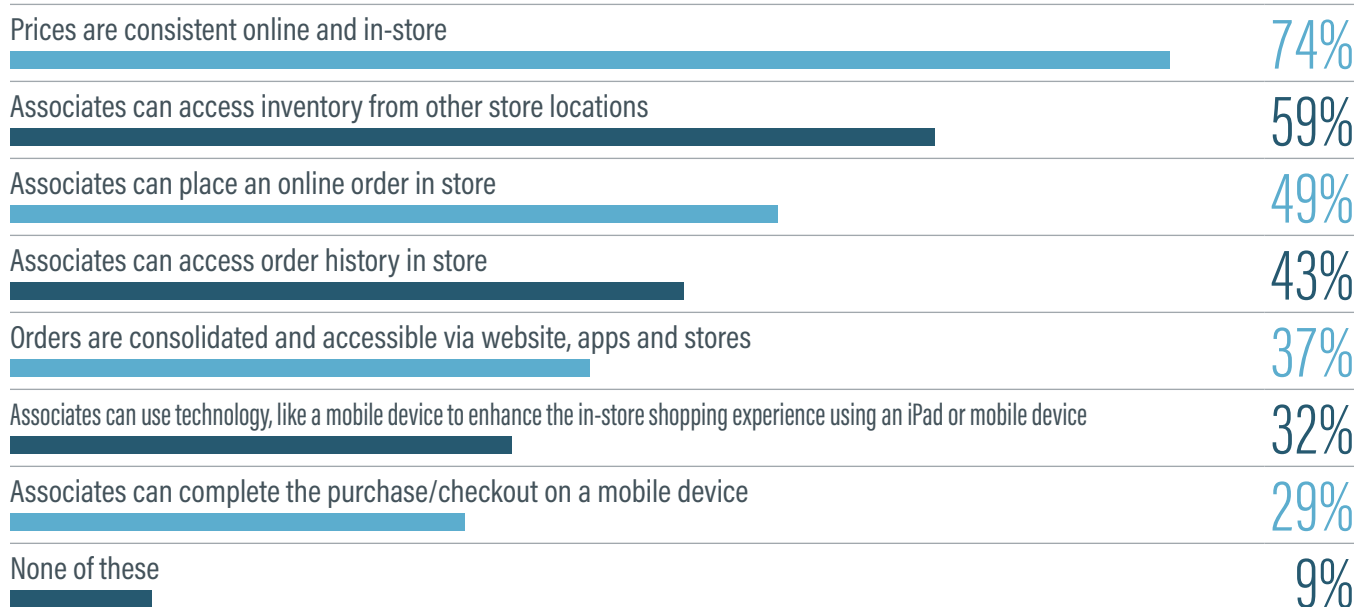 Prices are consistent online and in-store 74%
Associates can access inventory from other store locations 59%
Associates can place an online order in store 49%
Associates can access order history in store 43%
Orders are consolidated and accessible via website, apps and stores 37%
Associates can use technology, like a mobile device to enhance the in-store shopping experience using an iPad or mobile device 32%
Associates can complete the purchase/checkout on a mobile device 29%
None of these 9%